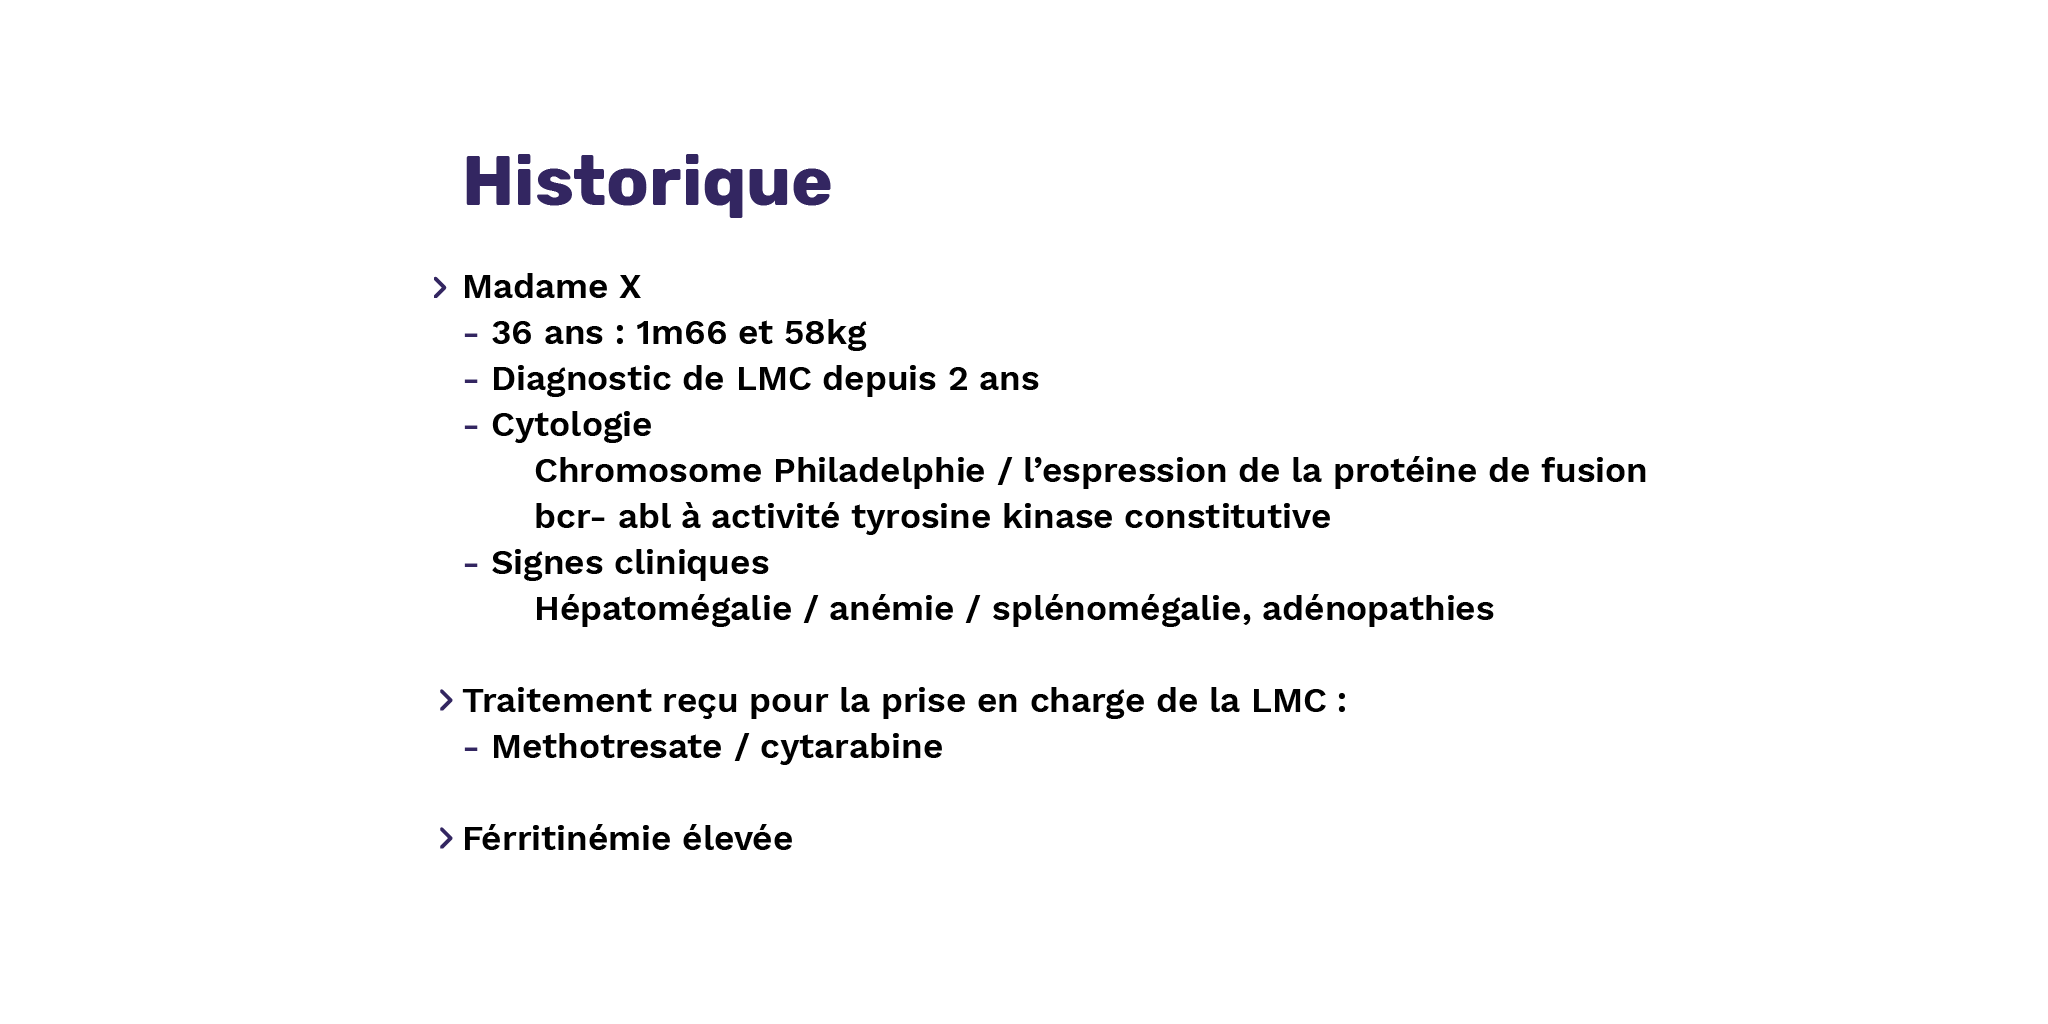 Historique
> Madame X
- 36 ans : 1m66 et 58kg
- Diagnostic de LMC depuis 2 ans
- Cytologie
Chromosome Philadelphie / l’espression de la protéine de fusion
bcr- abl à activité tyrosine kinase constitutive
- Signes cliniques
Hépatomégalie / anémie / splénomégalie, adénopathies
> Traitement reçu pour la prise en charge de la LMC :
- Methotresate / cytarabine
> Férritinémie élevée